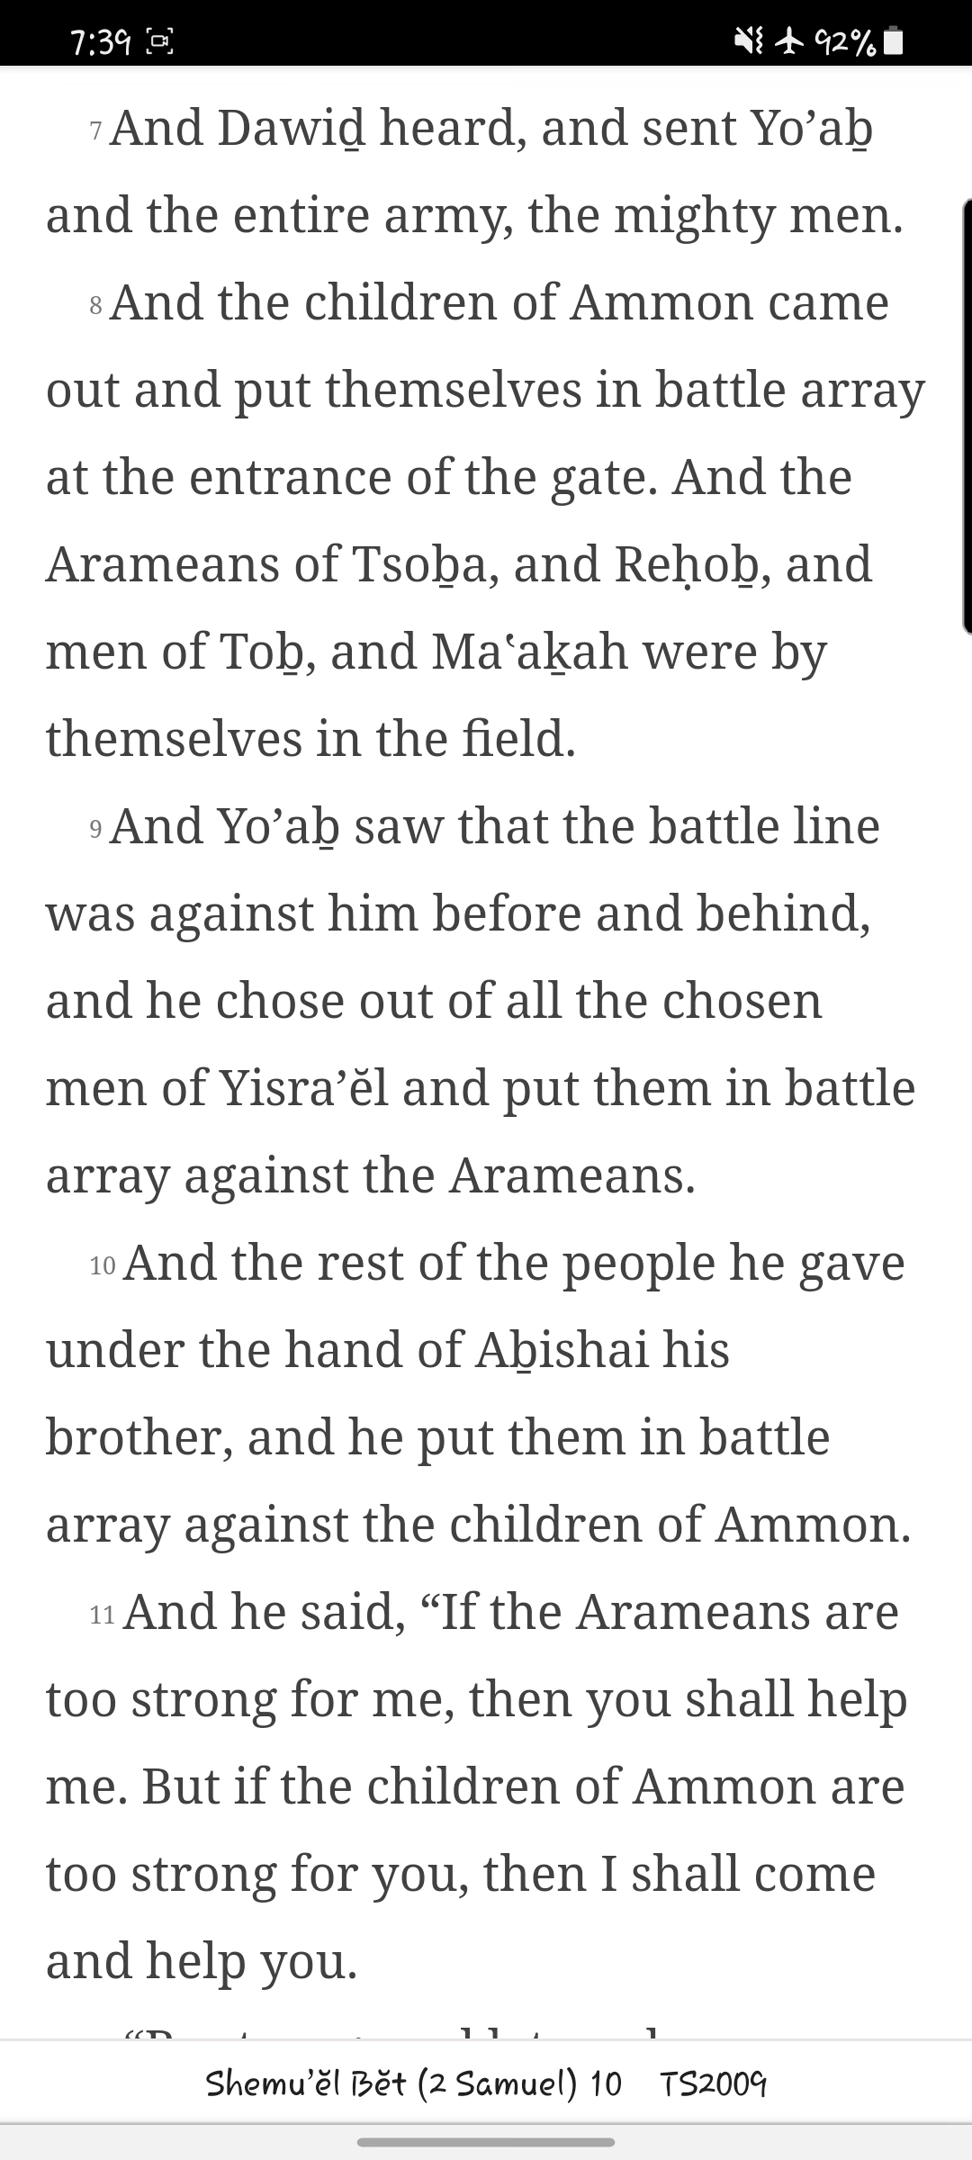 7:39 92%
7 And Dawiḏ heard, and sent Yo’aḇ
and the entire army, the mighty men.
8 And the children of Ammon came
out and put themselves in battle array
at the entrance of the gate. And the
Arameans of Tsoḇa, and Reḥoḇ, and
men of Toḇ, and Maʽaḵah were by
themselves in the field.
9 And Yo’aḇ saw that the battle line
was against him before and behind,
and he chose out of all the chosen
men of Yisra’ĕl and put them in battle
array against the Arameans.
10 And the rest of the people he gave
under the hand of Aḇishai his
brother, and he put them in battle
array against the children of Ammon.
11 And he said, “If the Arameans are
too strong for me, then you shall help
me. But if the children of Ammon are
too strong for you, then I shall come
and help you.
Shemu’ĕl Bĕt (2 Samuel) 10 TS2009